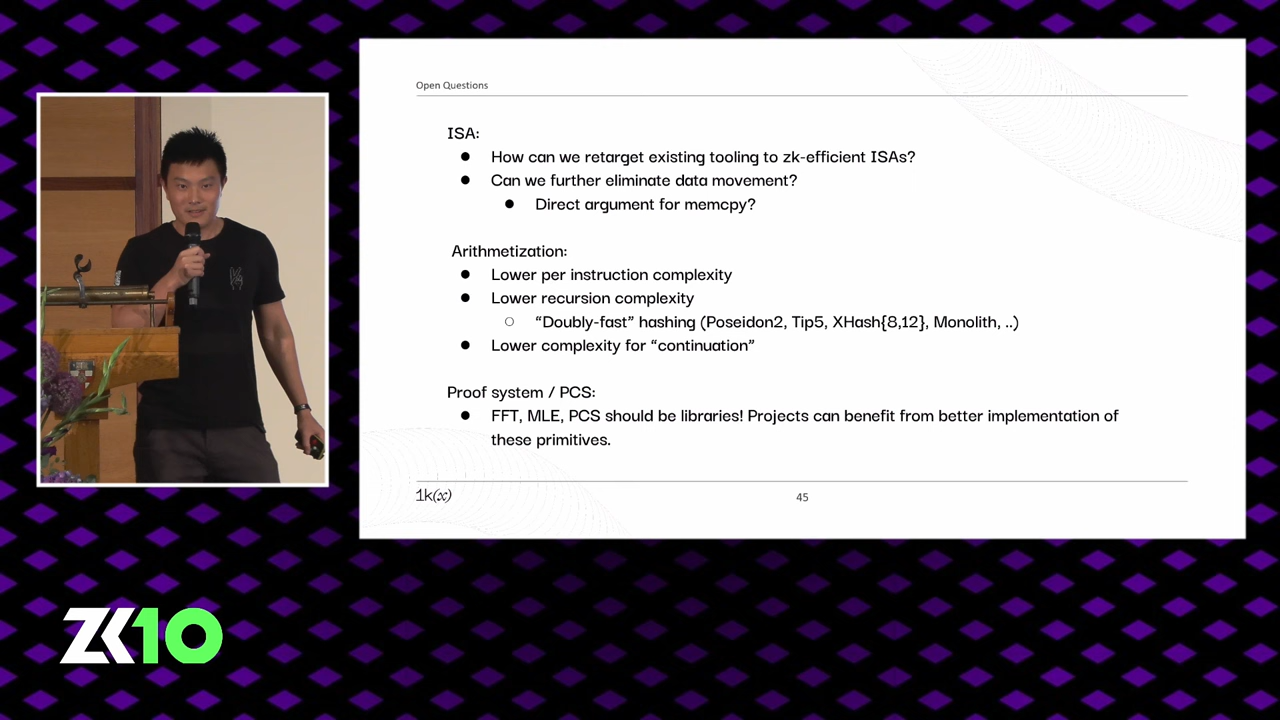 Open Questions
ISA:
● How can we retarget existing tooling to zk-efficient ISAs?
● Can we further eliminate data movement?
● Direct argument for memcpy?
Arithmetization:
● Lower per instruction complexity
● Lower recursion complexity
○ “Doubly-fast” hashing (Poseidon2, Tip5, XHash{8,12}, Monolith, ..)
● Lower complexity for “continuation”
Proof system / PCS:
● FFT, MLE, PCS should be libraries! Projects can benefit from better implementation of
these primitives.
1k(x)
45
ZK10